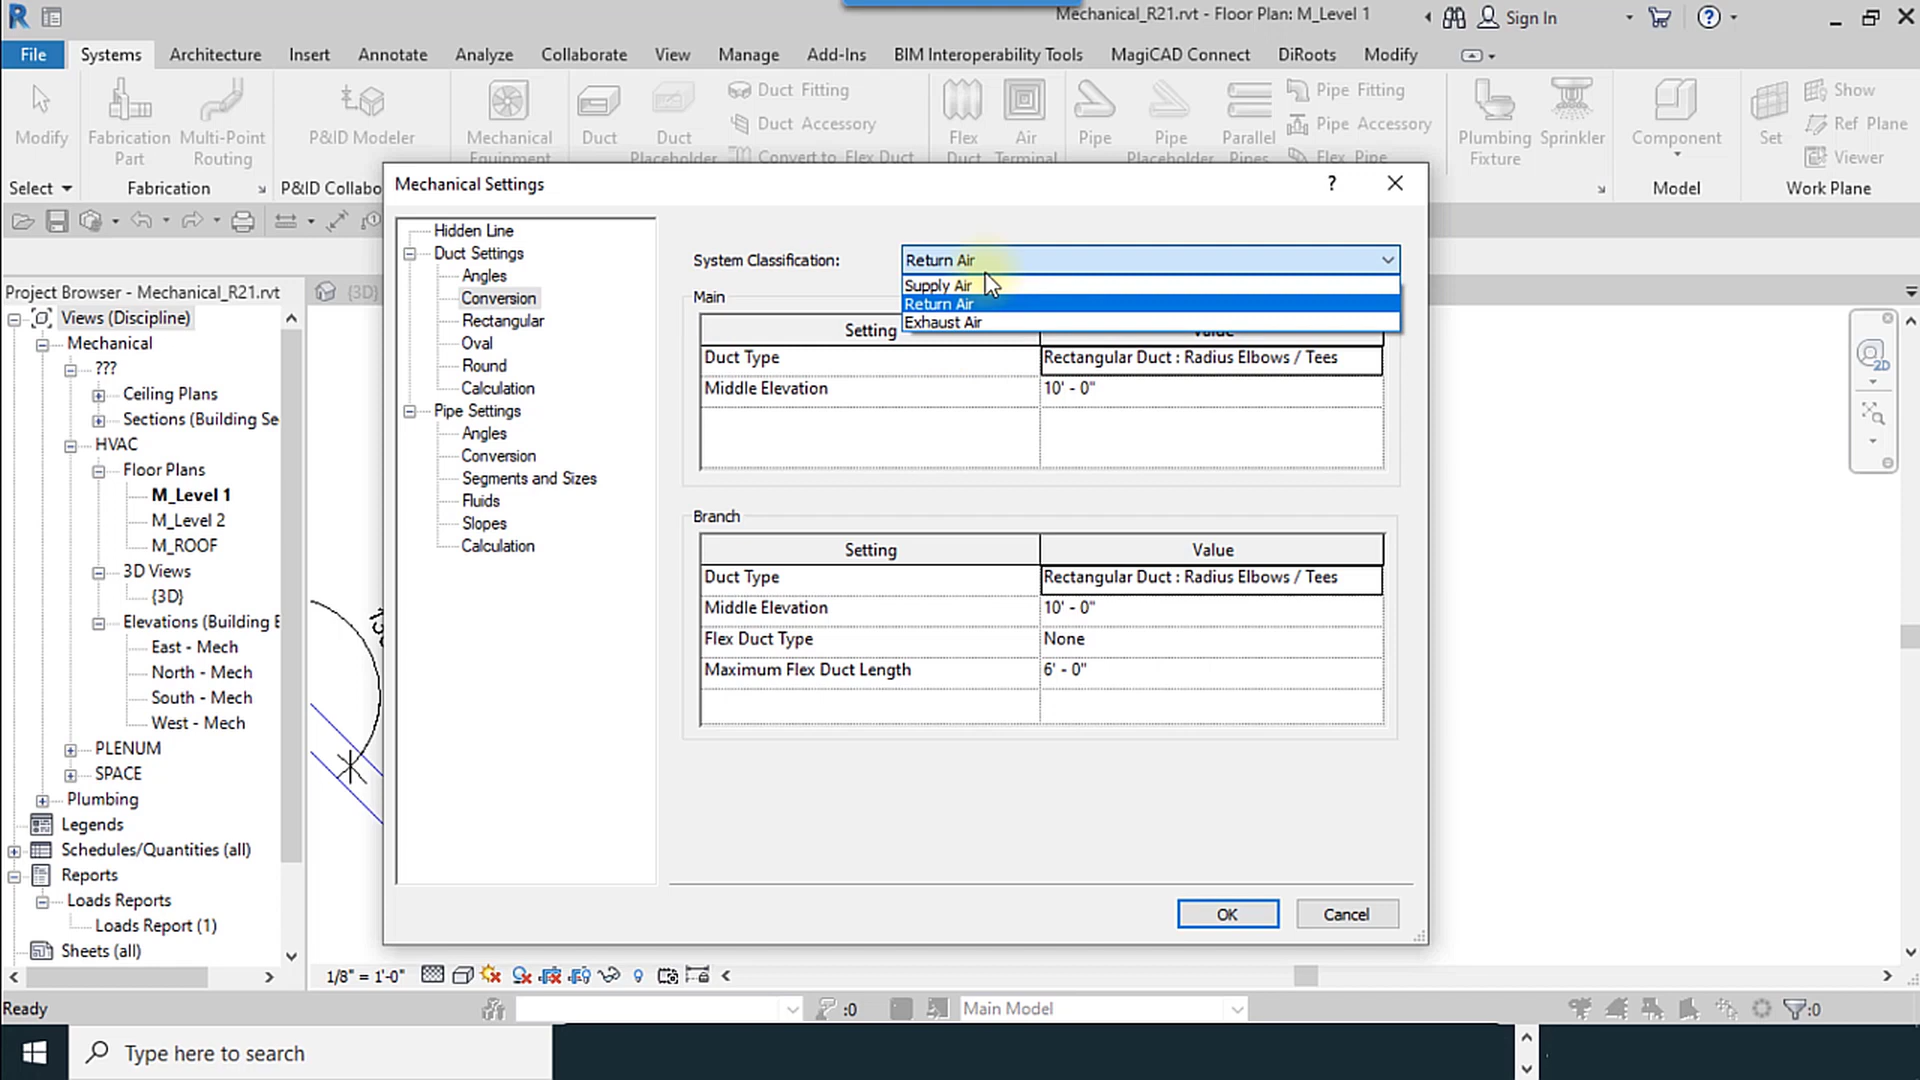 Mechanical_R21.rvt - Floor Plan: M_Level 1
Sign In
File Systems Architecture Insert Annotate Analyze Collaborate View Manage Add-Ins BIM Interoperability Tools MagiCAD Connect DiRoots Modify
Modify
Fabrication Part
Multi-Point Routing
P&ID Modeler
Mechanical Equipment
Duct
Duct Placeholder
Duct Fitting
Duct Accessory
Convert to Flex Duct
Flex Duct
Air Terminal
Pipe
Pipe Placeholder
Parallel Pipes
Pipe Fitting
Pipe Accessory
Flex Pipe
Plumbing Fixture
Sprinkler
Component
Set
Show
Ref Plane
Viewer
Select
Fabrication
P&ID Collabo
Model
Work Plane
Project Browser - Mechanical_R21.rvt
{3D}
Views (Discipline)
Mechanical
???
Ceiling Plans
Sections (Building Se
HVAC
Floor Plans
M_Level 1
M_Level 2
M_ROOF
3D Views
{3D}
Elevations (Building E
East - Mech
North - Mech
South - Mech
West - Mech
PLENUM
SPACE
Plumbing
Legends
Schedules/Quantities (all)
Reports
Loads Reports
Loads Report (1)
Sheets (all)
Mechanical Settings
?
Hidden Line
Duct Settings
Angles
Conversion
Rectangular
Oval
Round
Calculation
Pipe Settings
Angles
Conversion
Segments and Sizes
Fluids
Slopes
Calculation
System Classification: Return Air
Supply Air
Return Air
Exhaust Air
Main
Setting Value
Duct Type Rectangular Duct : Radius Elbows / Tees
Middle Elevation 10' - 0"
Branch
Setting Value
Duct Type Rectangular Duct : Radius Elbows / Tees
Middle Elevation 10' - 0"
Flex Duct Type None
Maximum Flex Duct Length 6' - 0"
OK Cancel
2D
1/8" = 1'-0"
Ready
:0
Main Model
:0
Type here to search